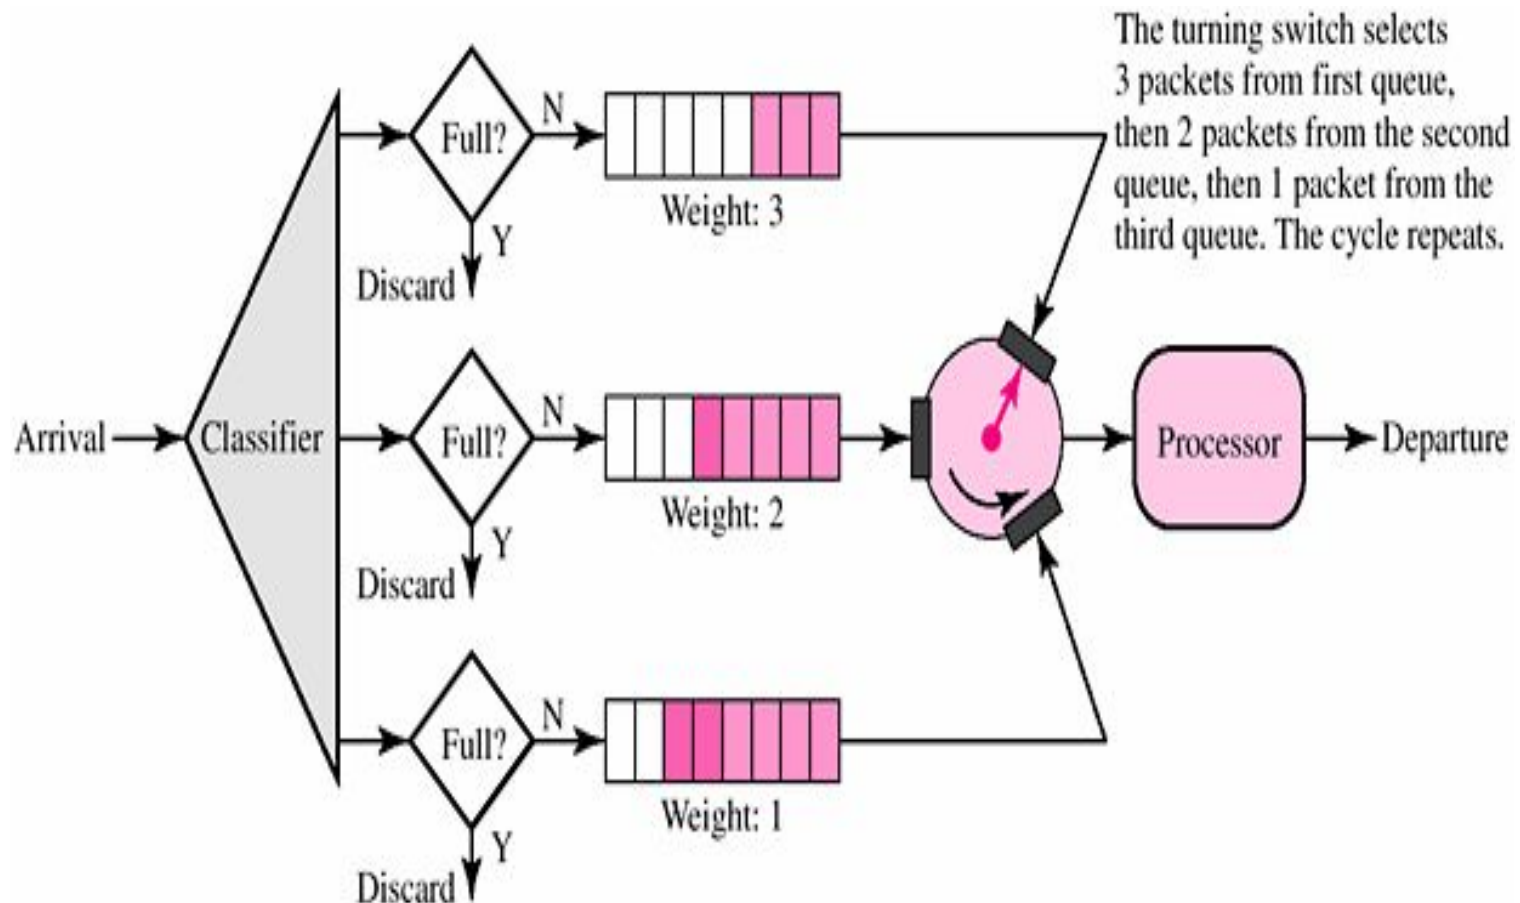 The turning switch selects
3 packets from first queue,
then 2 packets from the second
queue, then 1 packet from the
third queue. The cycle repeats.
Full?
N
Y
Discard
Weight: 3
Arrival
Classifier
Full?
N
Y
Discard
Weight: 2
Processor
Departure
Full?
N
Y
Discard
Weight: 1